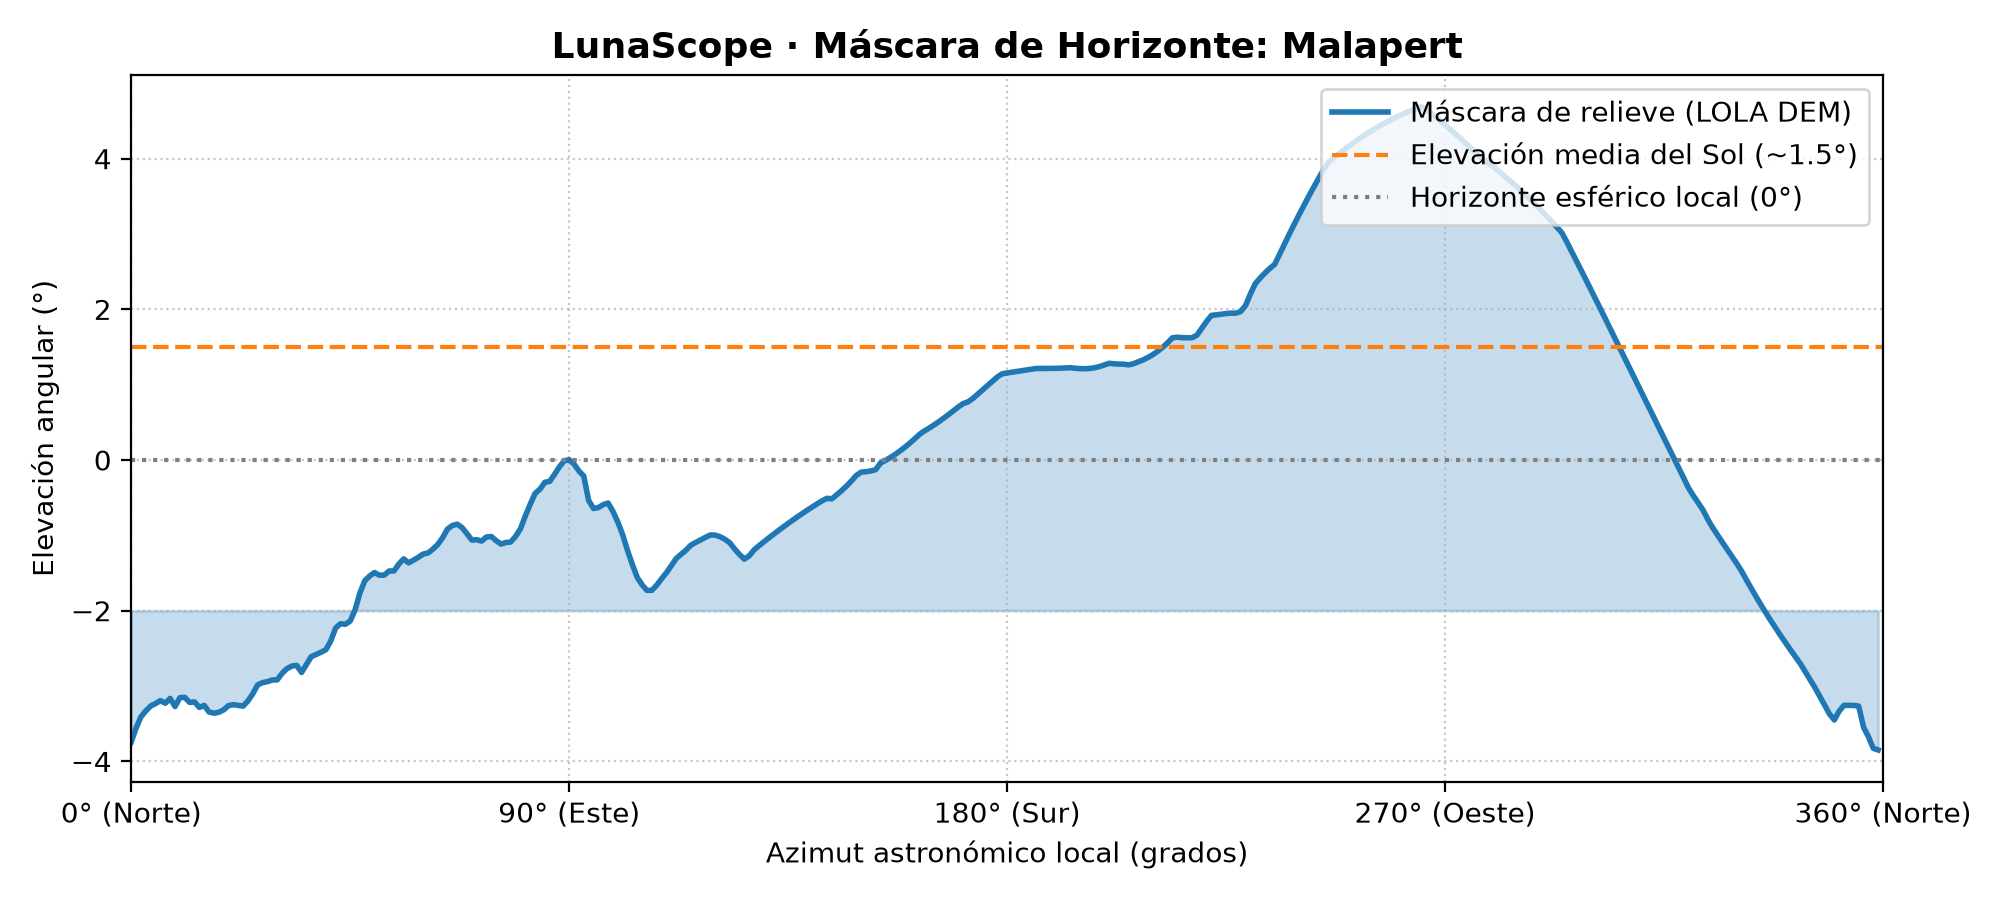 LunaScope · Máscara de Horizonte: Malapert
Máscara de relieve (LOLA DEM)
Elevación media del Sol (~1.5°)
Horizonte esférico local (0°)
Elevación angular (°)
4
2
0
−2
−4
0° (Norte)
90° (Este)
180° (Sur)
270° (Oeste)
360° (Norte)
Azimut astronómico local (grados)